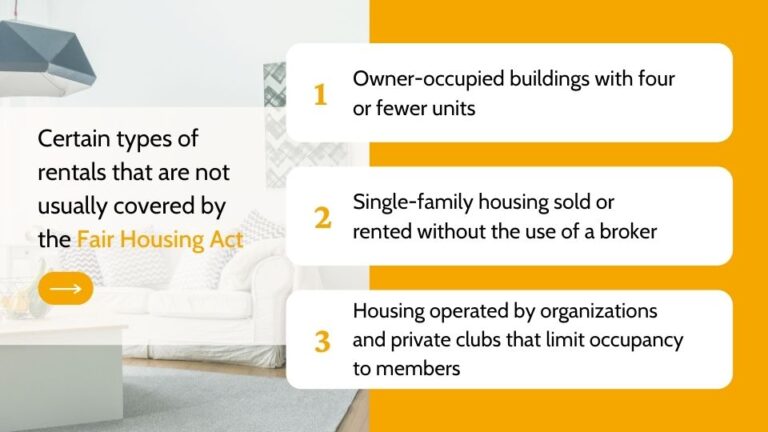 Certain types of
rentals that are not
usually covered by
the Fair Housing Act
1
Owner-occupied buildings with four
or fewer units
2
Single-family housing sold or
rented without the use of a broker
3
Housing operated by organizations
and private clubs that limit occupancy
to members